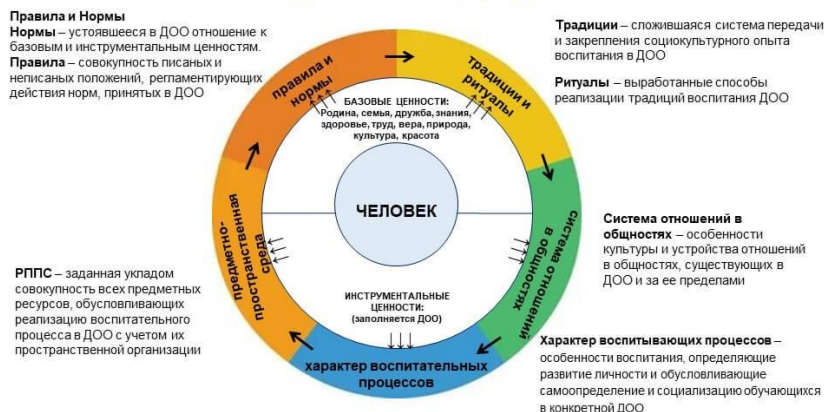 Правила и Нормы
Нормы – устоявшееся в ДОО отношение к
базовым и инструментальным ценностям.
Правила – совокупность писаных и
неписаных положений, регламентирующих
действия норм, принятых в ДОО
Традиции – сложившаяся система передачи
и закрепления социокультурного опыта
воспитания в ДОО
Ритуалы – выработанные способы
реализации традиций воспитания ДОО
правила и
нормы
традиции и
ритуалы
БАЗОВЫЕ ЦЕННОСТИ:
Родина, семья, дружба, знания,
здоровье, труд, вера, природа,
культура, красота
ЧЕЛОВЕК
предметно-
пространственная
среда
система отношений
в общностях
Система отношений в
общностях – особенности
культуры и устройства отношений
в общностях, существующих в
ДОО и за ее пределами
РППС – заданная укладом
совокупность всех предметных
ресурсов, обусловливающих
реализацию воспитательного
процесса в ДОО с учетом их
пространственной организации
ИНСТРУМЕНТАЛЬНЫЕ
ЦЕННОСТИ:
(заполняется ДОО)
характер воспитательных
процессов
Характер воспитывающих процессов –
особенности воспитания, определяющие
развитие личности и обусловливающие
самоопределение и социализацию обучающихся
в конкретной ДОО